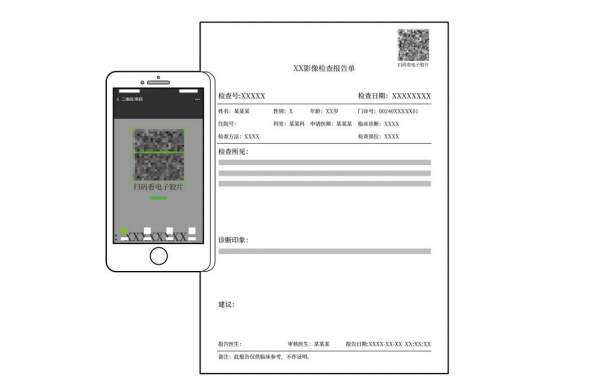 扫码看电子胶片
XX影像检查报告单
检查号:XXXXX 检查日期: XXXXXXXX
姓名: 某某某 性别: X 年龄: XX岁 门诊号: 00240XXXXX01
住院号: 科室: 某某科 申请医师: 某某某 临床诊断: XXXX
检查方法: XXXX 检查部位: XXXX
检查所见:
诊断印象:
建议:
报告医生: 审核医生: 某某某 报告日期:XXXX-XX-XX XX:XX:XX
备注: 此报告仅供临床参考, 不作证明。
二维码/条码
扫码看电子胶片